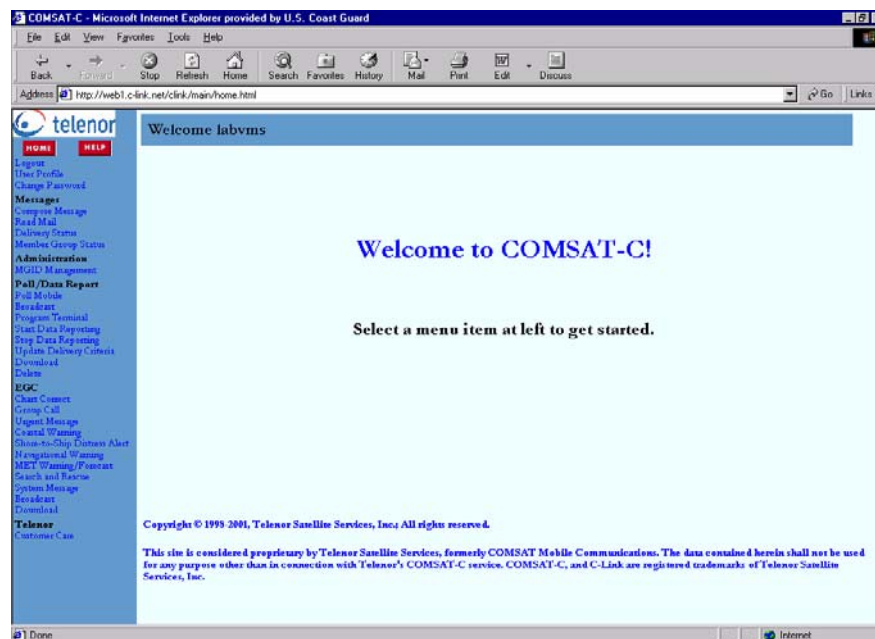 COMSAT-C - Microsoft Internet Explorer provided by U.S. Coast Guard
File Edit View Favorites Tools Help
Back Forward Stop Refresh Home Search Favorites History Mail Print Edit Discuss
Address http://web1.c-link.net/clink/main/home.html Go Links
telenor
HOME HELP
Logout
User Profile
Change Password
Messages
Compose Message
Read Mail
Delivery Status
Member Group Status
Administration
MGID Management
Poll/Data Report
Poll Mobile
Broadcast
Program Terminal
Start Data Reporting
Stop Data Reporting
Update Delivery Criteria
Download
Delete
EGC
Chart Correct
Group Call
Urgent Message
Coastal Warning
Shore-to-Ship Distress Alert
Navigational Warning
MET Warning/Forecast
Search and Rescue
System Message
Broadcast
Download
Telenor
Customer Care
Welcome labvms
Welcome to COMSAT-C!
Select a menu item at left to get started.
Copyright © 1998-2001, Telenor Satellite Services, Inc.; All rights reserved.
This site is considered proprietary by Telenor Satellite Services, formerly COMSAT Mobile Communications. The data contained herein shall not be used
for any purpose other than in connection with Telenor's COMSAT-C service. COMSAT-C, and C-Link are registered trademarks of Telenor Satellite
Services, Inc.
Done Internet